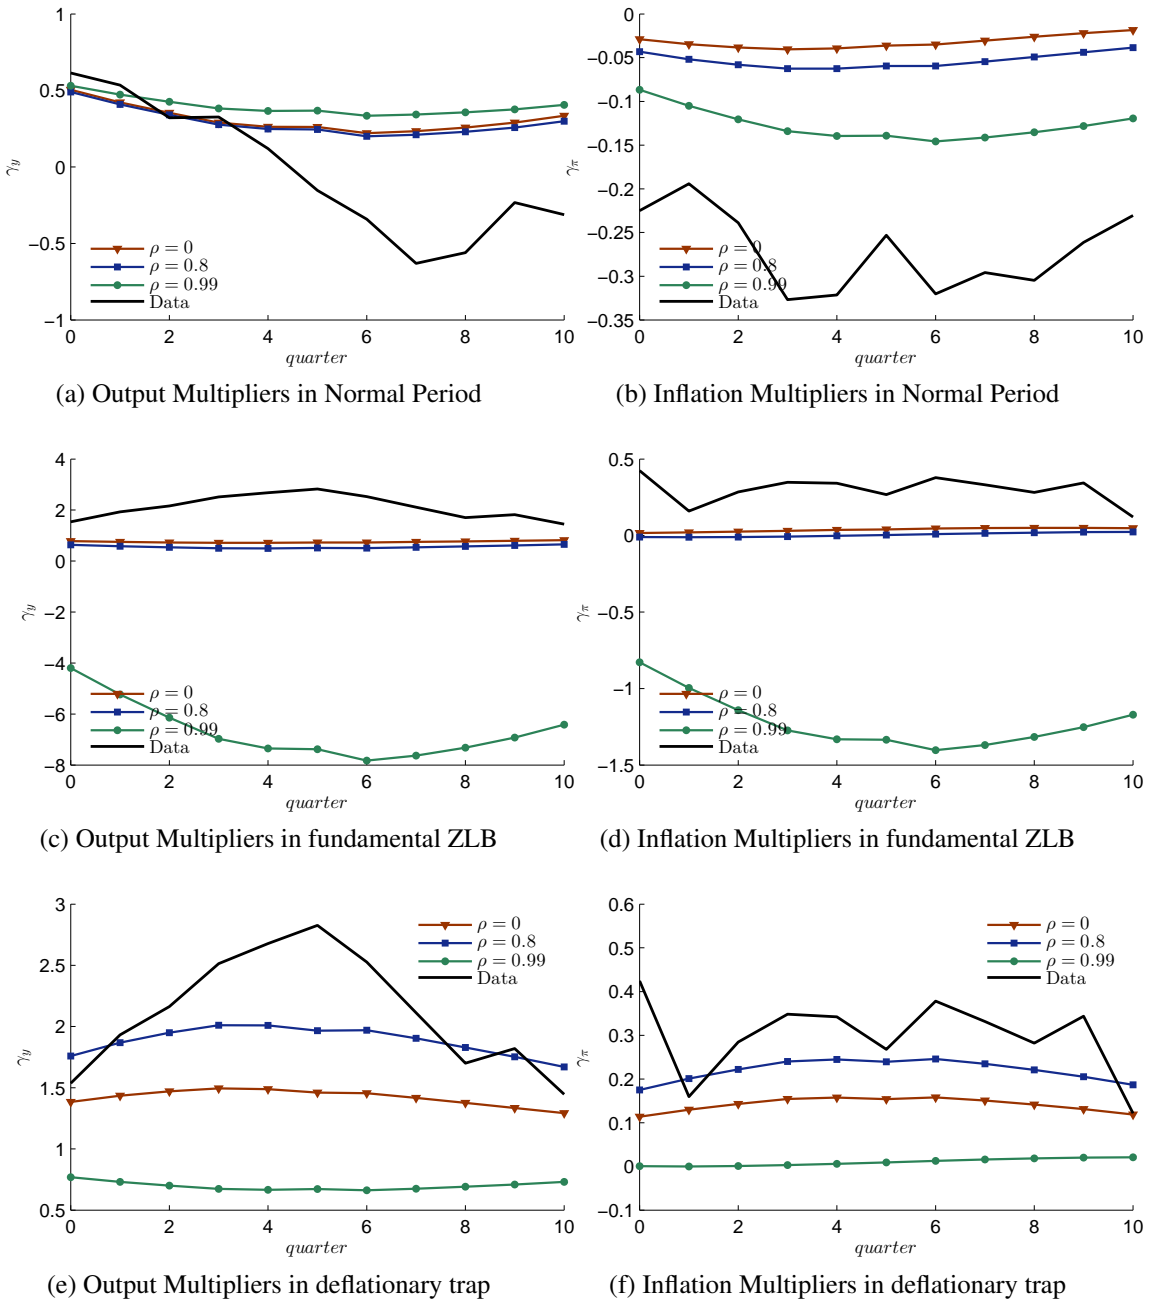 1
0.5
0
−0.5
−1
γy
ρ = 0
ρ = 0.8
ρ = 0.99
Data
0 2 4 6 8 10
quarter
(a) Output Multipliers in Normal Period
0
−0.05
−0.1
−0.15
−0.2
−0.25
−0.3
−0.35
γπ
ρ = 0
ρ = 0.8
ρ = 0.99
Data
0 2 4 6 8 10
quarter
(b) Inflation Multipliers in Normal Period
4
2
0
−2
−4
−6
−8
γy
ρ = 0
ρ = 0.8
ρ = 0.99
Data
0 2 4 6 8 10
quarter
(c) Output Multipliers in fundamental ZLB
0.5
0
−0.5
−1
−1.5
γπ
ρ = 0
ρ = 0.8
ρ = 0.99
Data
0 2 4 6 8 10
quarter
(d) Inflation Multipliers in fundamental ZLB
3
2.5
2
1.5
1
0.5
γy
ρ = 0
ρ = 0.8
ρ = 0.99
Data
0 2 4 6 8 10
quarter
(e) Output Multipliers in deflationary trap
0.6
0.5
0.4
0.3
0.2
0.1
0
−0.1
γπ
ρ = 0
ρ = 0.8
ρ = 0.99
Data
0 2 4 6 8 10
quarter
(f) Inflation Multipliers in deflationary trap